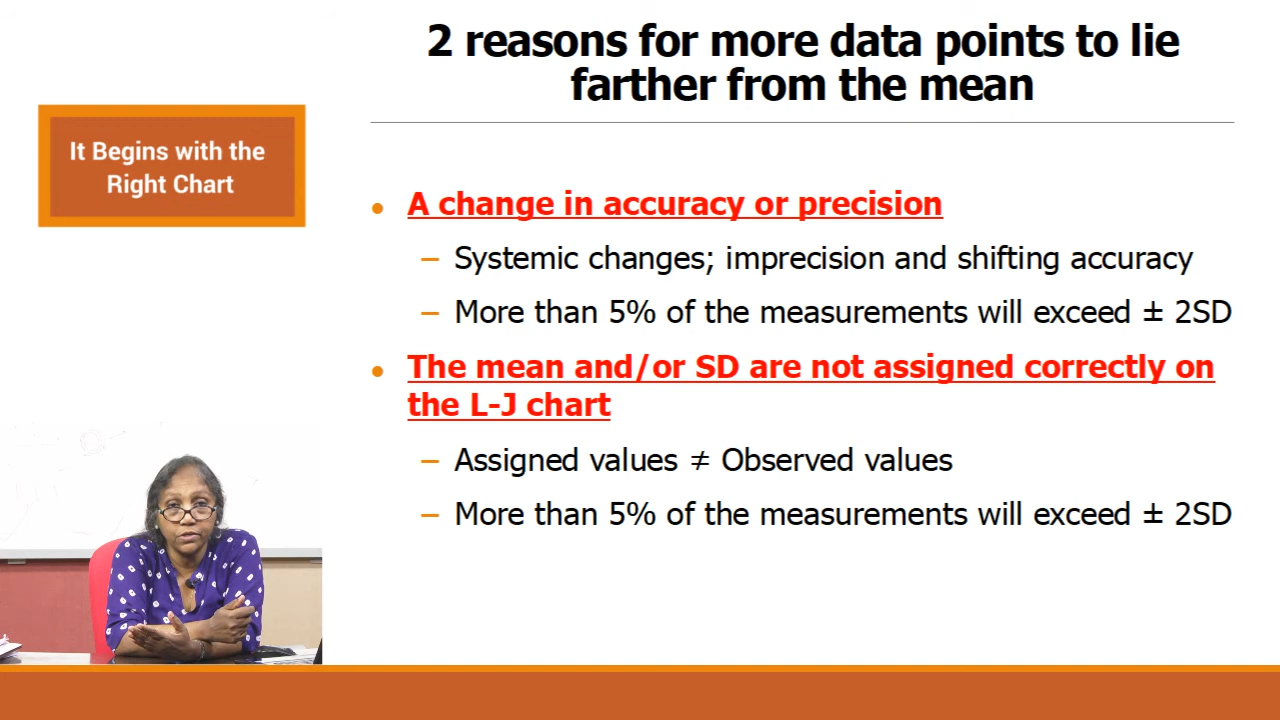 2 reasons for more data points to lie
farther from the mean
It Begins with the
Right Chart
• A change in accuracy or precision
– Systemic changes; imprecision and shifting accuracy
– More than 5% of the measurements will exceed ± 2SD
• The mean and/or SD are not assigned correctly on
the L-J chart
– Assigned values ≠ Observed values
– More than 5% of the measurements will exceed ± 2SD